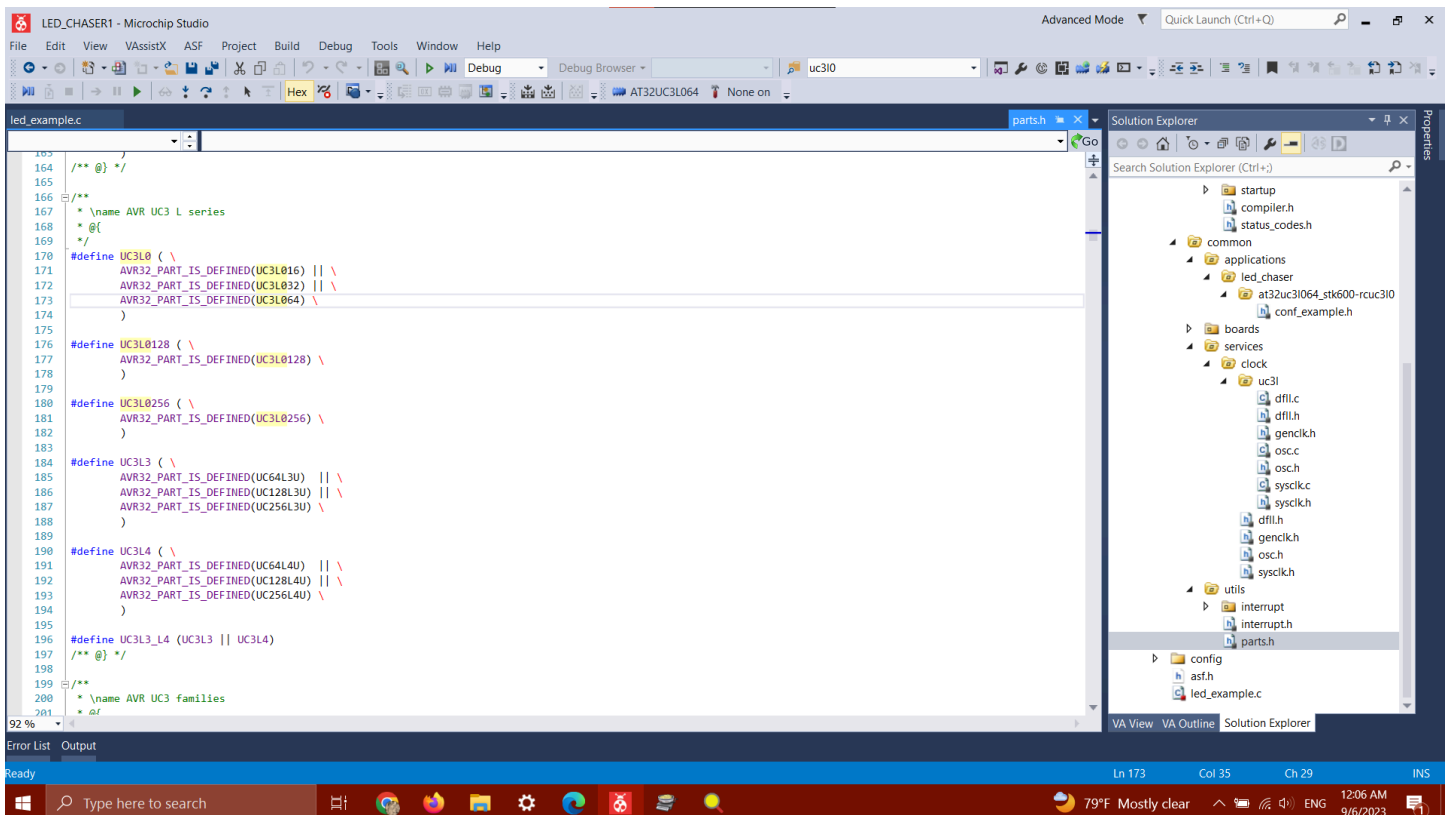 LED_CHASER1 - Microchip Studio
Advanced Mode
Quick Launch (Ctrl+Q)
File Edit View VAssistX ASF Project Build Debug Tools Window Help
Debug
Debug Browser
uc3l0
Hex
AT32UC3L064
None on
led_example.c
parts.h
Go
163 )
164 /** @} */
165
166 /**
167 * \name AVR UC3 L series
168 * @{
169 */
170 #define UC3L0 ( \
171 AVR32_PART_IS_DEFINED(UC3L016) || \
172 AVR32_PART_IS_DEFINED(UC3L032) || \
173 AVR32_PART_IS_DEFINED(UC3L064) \
174 )
175
176 #define UC3L0128 ( \
177 AVR32_PART_IS_DEFINED(UC3L0128) \
178 )
179
180 #define UC3L0256 ( \
181 AVR32_PART_IS_DEFINED(UC3L0256) \
182 )
183
184 #define UC3L3 ( \
185 AVR32_PART_IS_DEFINED(UC64L3U) || \
186 AVR32_PART_IS_DEFINED(UC128L3U) || \
187 AVR32_PART_IS_DEFINED(UC256L3U) \
188 )
189
190 #define UC3L4 ( \
191 AVR32_PART_IS_DEFINED(UC64L4U) || \
192 AVR32_PART_IS_DEFINED(UC128L4U) || \
193 AVR32_PART_IS_DEFINED(UC256L4U) \
194 )
195
196 #define UC3L3_L4 (UC3L3 || UC3L4)
197 /** @} */
198
199 /**
200 * \name AVR UC3 families
201 * @{
92 %
Solution Explorer
Search Solution Explorer (Ctrl+;)
startup
compiler.h
status_codes.h
common
applications
led_chaser
at32uc3l064_stk600-rcuc3l0
conf_example.h
boards
services
clock
uc3l
dfll.c
dfll.h
genclk.h
osc.c
osc.h
sysclk.c
sysclk.h
dfll.h
genclk.h
osc.h
sysclk.h
utils
interrupt
interrupt.h
parts.h
config
asf.h
led_example.c
VA View VA Outline Solution Explorer
Properties
Error List Output
Ready
Ln 173 Col 35 Ch 29 INS
Type here to search
79°F Mostly clear
ENG
12:06 AM
9/6/2023
1